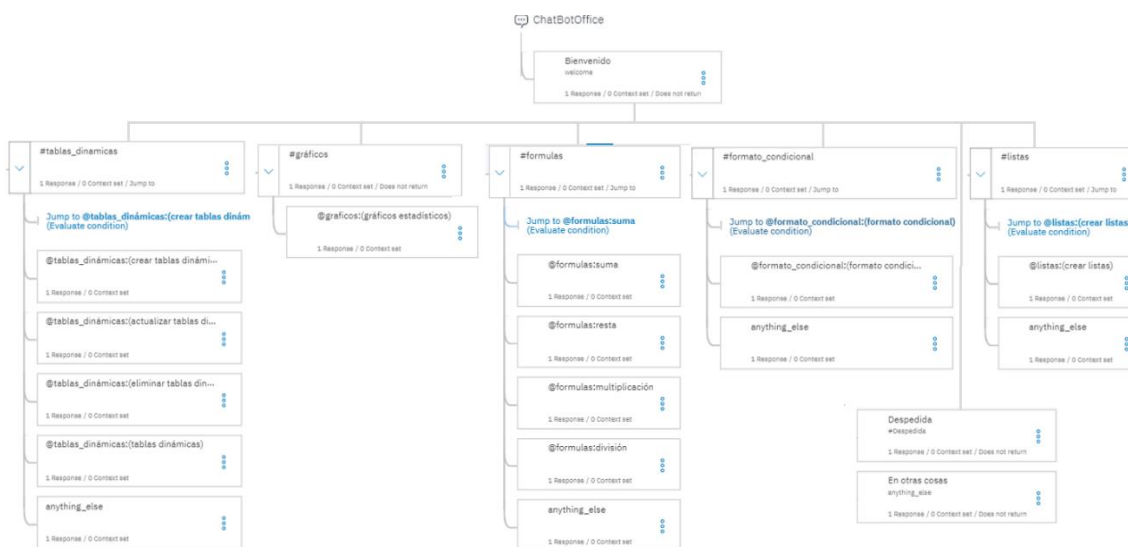 ChatBotOffice
Bienvenido
welcome
1 Response / 0 Context set / Does not return
#tablas_dinamicas
1 Response / 0 Context set / Jump to
Jump to @tablas_dinámicas:(crear tablas dinám
(Evaluate condition)
@tablas_dinámicas:(crear tablas dinámi...
1 Response / 0 Context set
@tablas_dinámicas:(actualizar tablas di...
1 Response / 0 Context set
@tablas_dinámicas:(eliminar tablas din...
1 Response / 0 Context set
@tablas_dinámicas:(tablas dinámicas)
1 Response / 0 Context set
anything_else
1 Response / 0 Context set
#gráficos
1 Response / 0 Context set / Does not return
@graficos:(gráficos estadísticos)
1 Response / 0 Context set
#formulas
1 Response / 0 Context set / Jump to
Jump to @formulas:suma
(Evaluate condition)
@formulas:suma
1 Response / 0 Context set
@formulas:resta
1 Response / 0 Context set
@formulas:multiplicación
1 Response / 0 Context set
@formulas:división
1 Response / 0 Context set
anything_else
1 Response / 0 Context set
#formato_condicional
1 Response / 0 Context set / Jump to
Jump to @formato_condicional:(formato condicional)
(Evaluate condition)
@formato_condicional:(formato condici...
1 Response / 0 Context set
anything_else
1 Response / 0 Context set
#listas
1 Response / 0 Context set / Jump to
Jump to @listas:(crear listas
(Evaluate condition)
@listas:(crear listas)
1 Response / 0 Context set
anything_else
1 Response / 0 Context set
Despedida
#Despedida
1 Response / 0 Context set / Does not return
En otras cosas
anything_else
1 Response / 0 Context set / Does not return